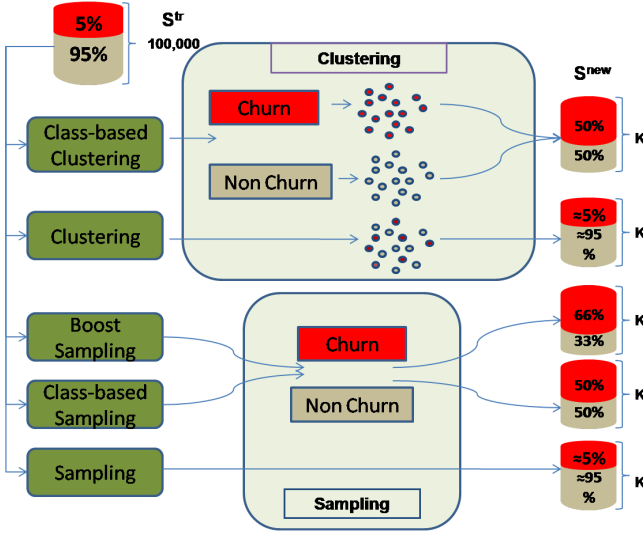 5%
95%
S^tr
100,000
Clustering
S^new
Churn
Class-based
Clustering
Non Churn
50%
50%
K
Clustering
≈5%
≈95
%
K
Boost
Sampling
Churn
66%
33%
K
Class-based
Sampling
Non Churn
50%
50%
K
Sampling
≈5%
≈95
%
K
Sampling